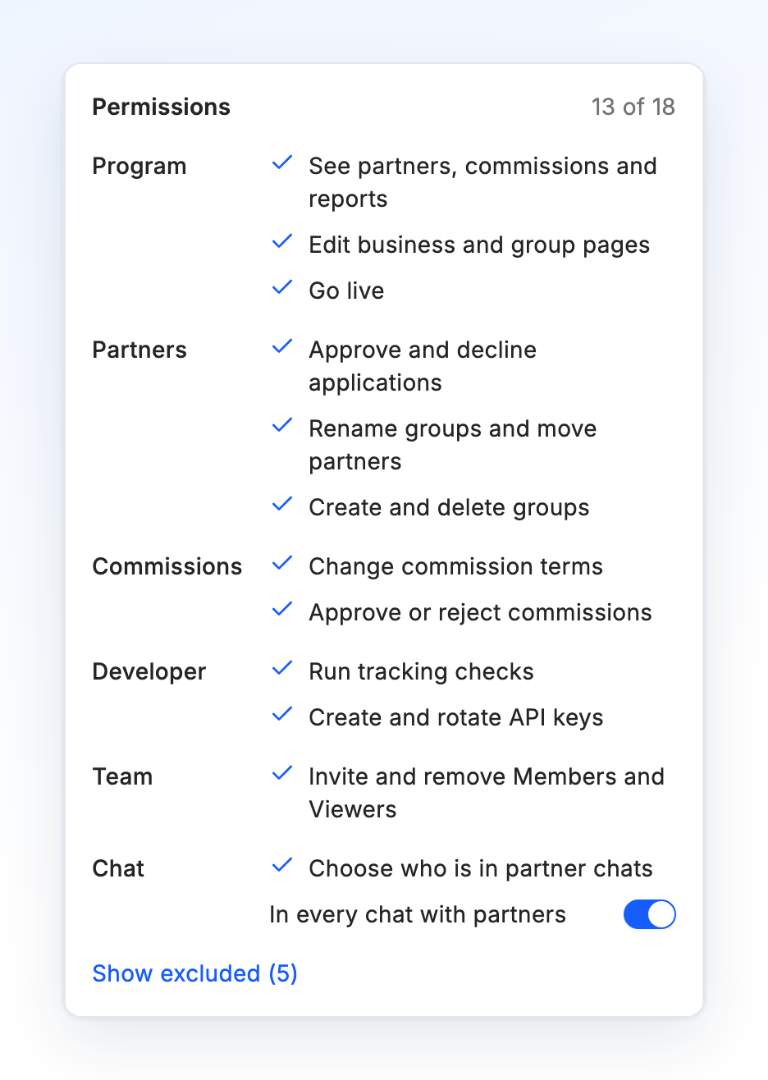 Permissions
13 of 18
Program
See partners, commissions and
reports
Edit business and group pages
Go live
Partners
Approve and decline
applications
Rename groups and move
partners
Create and delete groups
Commissions
Change commission terms
Approve or reject commissions
Developer
Run tracking checks
Create and rotate API keys
Team
Invite and remove Members and
Viewers
Chat
Choose who is in partner chats
In every chat with partners
Show excluded (5)